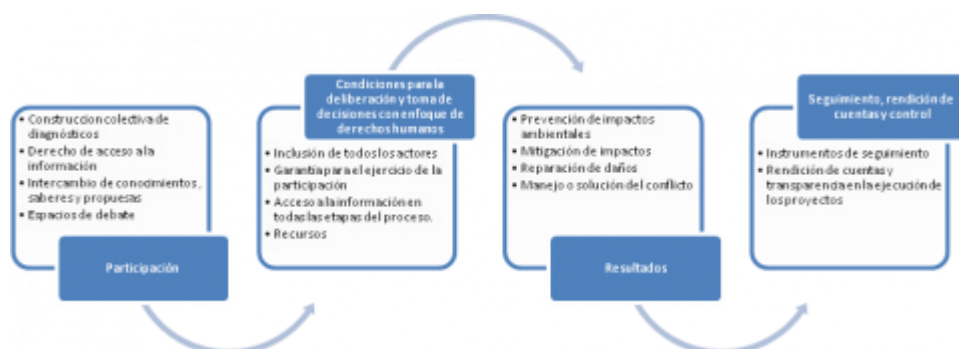 • Construccion colectiva de
diagnósticos
• Derecho de acceso a la
información
• Intercambio de conocimientos,
saberes y propuestas
• Espacios de debate
Participación
Condiciones para la
deliberación y toma de
decisiones con enfoque de
derechos humanos
• Inclusión de todos los actores
• Garantía para el ejercicio de la
participación
• Acceso a la información en
todas las etapas del proceso.
• Recursos
• Prevención de impactos
ambientales
• Mitigación de impactos
• Reparación de daños
• Manejo o solución del conflicto
Resultados
Seguimiento, rendición de
cuentas y control
• Instrumentos de seguimiento
• Rendición de cuentas y
transparencia en la ejecución de
los proyectos